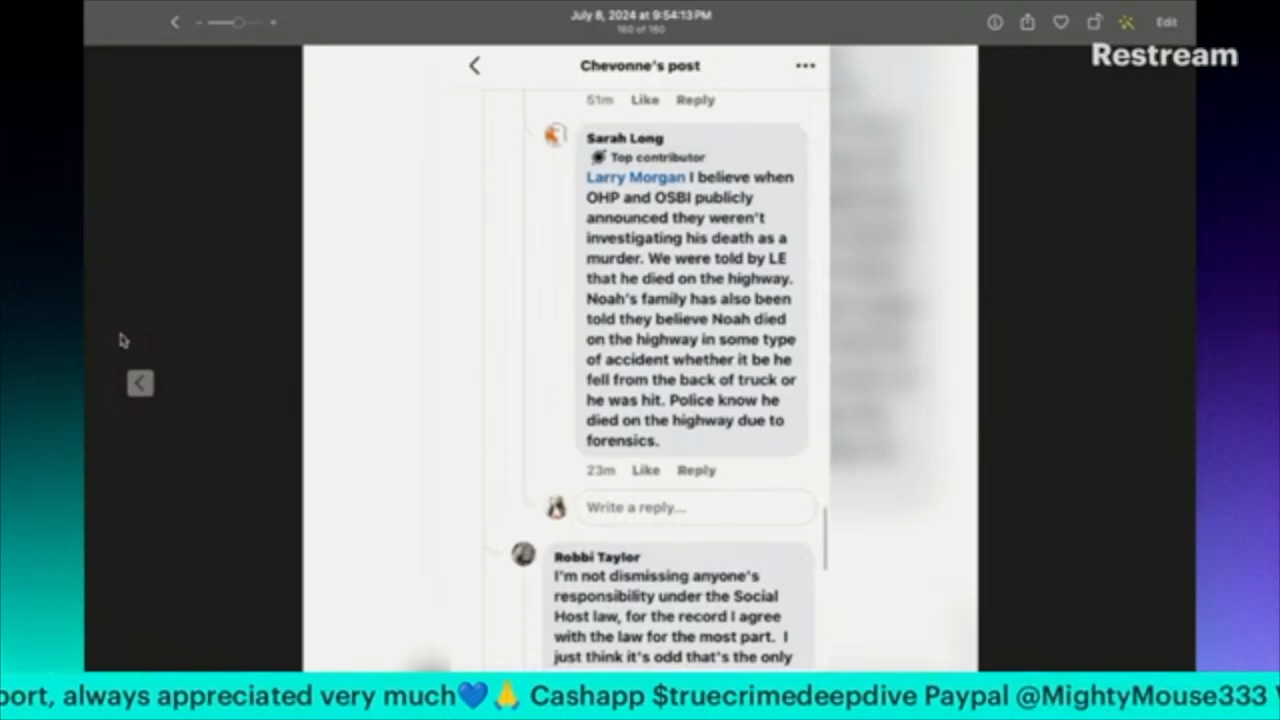 July 8, 2024 at 9:54:13 PM
160 of 160
Edit
Restream
Chevonne's post
51m Like Reply
Sarah Long
Top contributor
Larry Morgan I believe when
OHP and OSBI publicly
announced they weren't
investigating his death as a
murder. We were told by LE
that he died on the highway.
Noah's family has also been
told they believe Noah died
on the highway in some type
of accident whether it be he
fell from the back of truck or
he was hit. Police know he
died on the highway due to
forensics.
23m Like Reply
Write a reply...
Robbi Taylor
I'm not dismissing anyone's
responsibility under the Social
Host law, for the record I agree
with the law for the most part. I
just think it's odd that's the only
port, always appreciated very much💙🙏 Cashapp $truecrimedeepdive Paypal @MightyMouse333